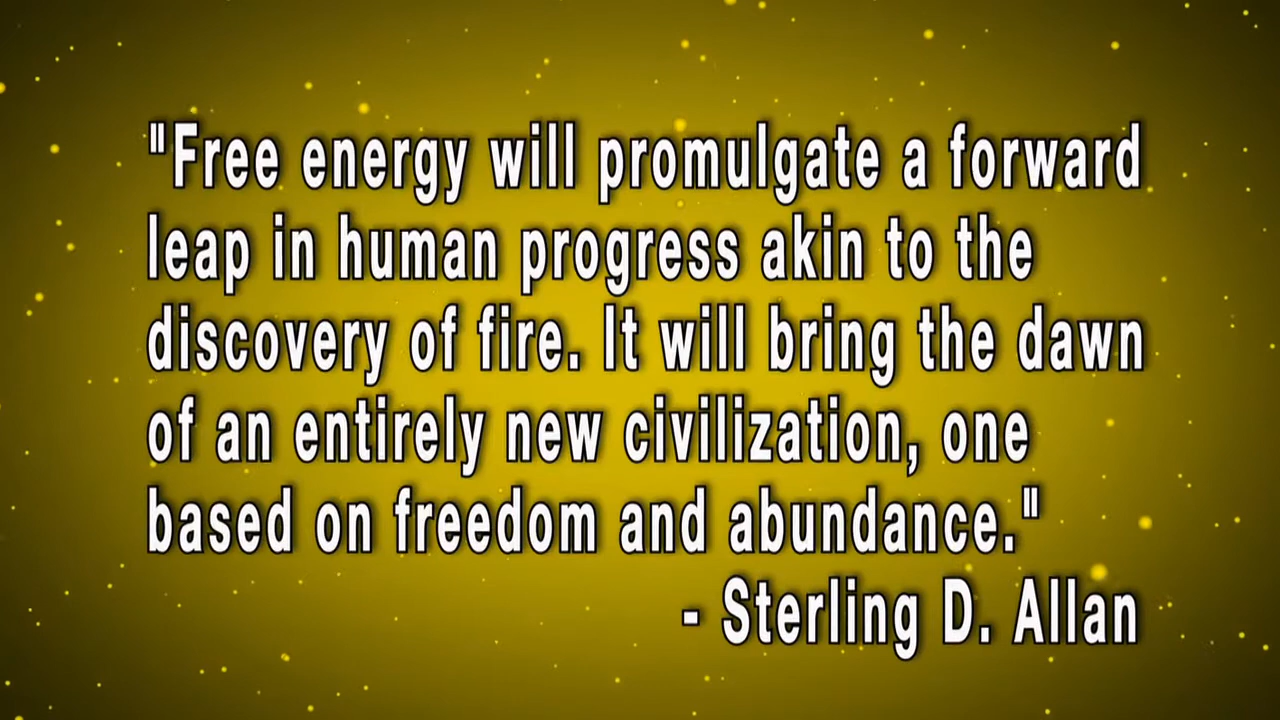 "Free energy will promulgate a forward
leap in human progress akin to the
discovery of fire. It will bring the dawn
of an entirely new civilization, one
based on freedom and abundance."
- Sterling D. Allan